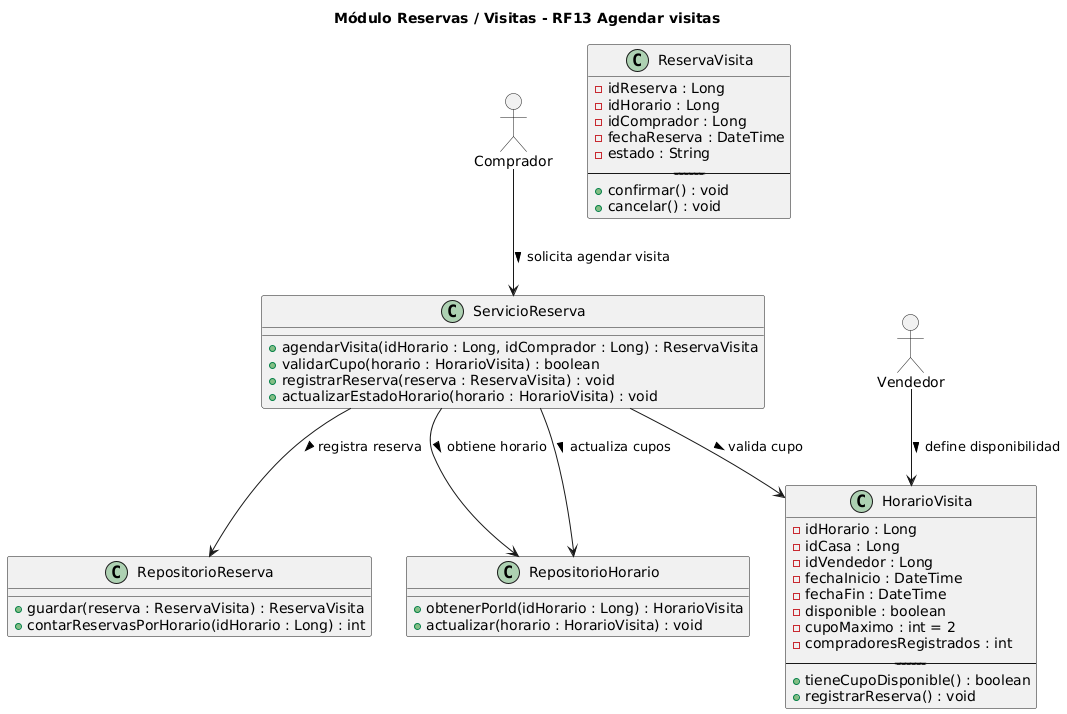 Módulo Reservas / Visitas - RF13 Agendar visitas
C ReservaVisita
idReserva : Long
idHorario : Long
idComprador : Long
fechaReserva : DateTime
estado : String
confirmar() : void
cancelar() : void
Comprador
solicita agendar visita
C ServicioReserva
agendarVisita(idHorario : Long, idComprador : Long) : ReservaVisita
validarCupo(horario : HorarioVisita) : boolean
registrarReserva(reserva : ReservaVisita) : void
actualizarEstadoHorario(horario : HorarioVisita) : void
Vendedor
registra reserva
obtiene horario
actualiza cupos
valida cupo
define disponibilidad
C RepositorioReserva
guardar(reserva : ReservaVisita) : ReservaVisita
contarReservasPorHorario(idHorario : Long) : int
C RepositorioHorario
obtenerPorId(idHorario : Long) : HorarioVisita
actualizar(horario : HorarioVisita) : void
C HorarioVisita
idHorario : Long
idCasa : Long
idVendedor : Long
fechaInicio : DateTime
fechaFin : DateTime
disponible : boolean
cupoMaximo : int = 2
compradoresRegistrados : int
tieneCupoDisponible() : boolean
registrarReserva() : void